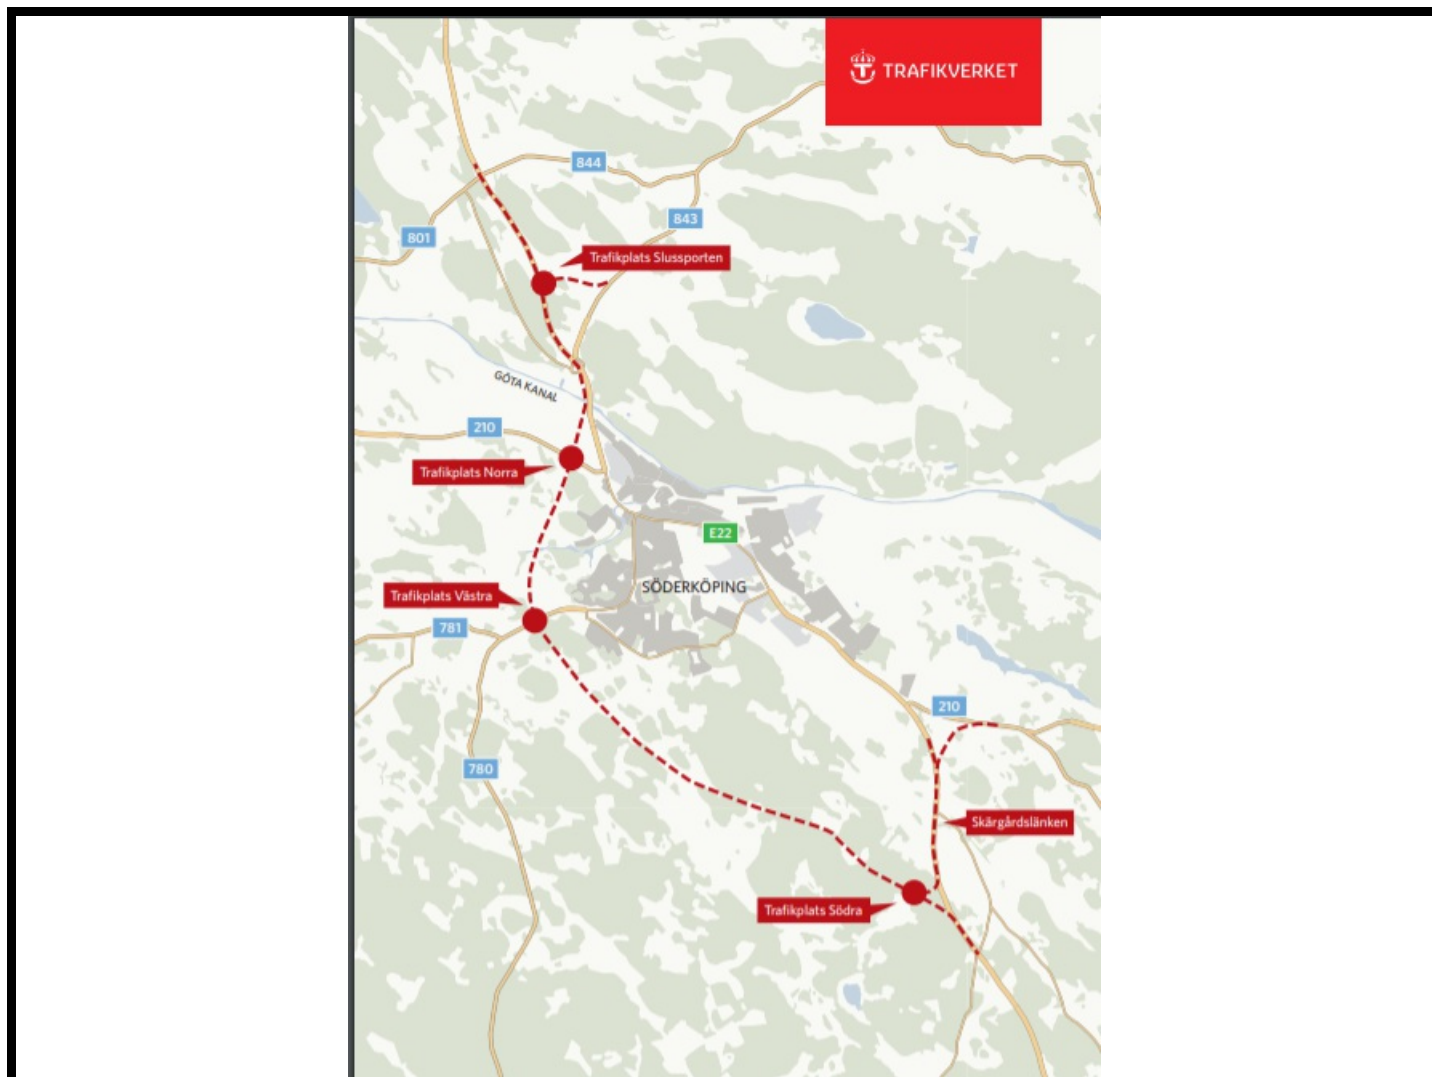 TRAFIKVERKET
844
843
801
Trafikplats Slussporten
GÖTA KANAL
210
Trafikplats Norra
E22
SÖDERKÖPING
Trafikplats Västra
781
210
780
Skärgårdslänken
Trafikplats Södra